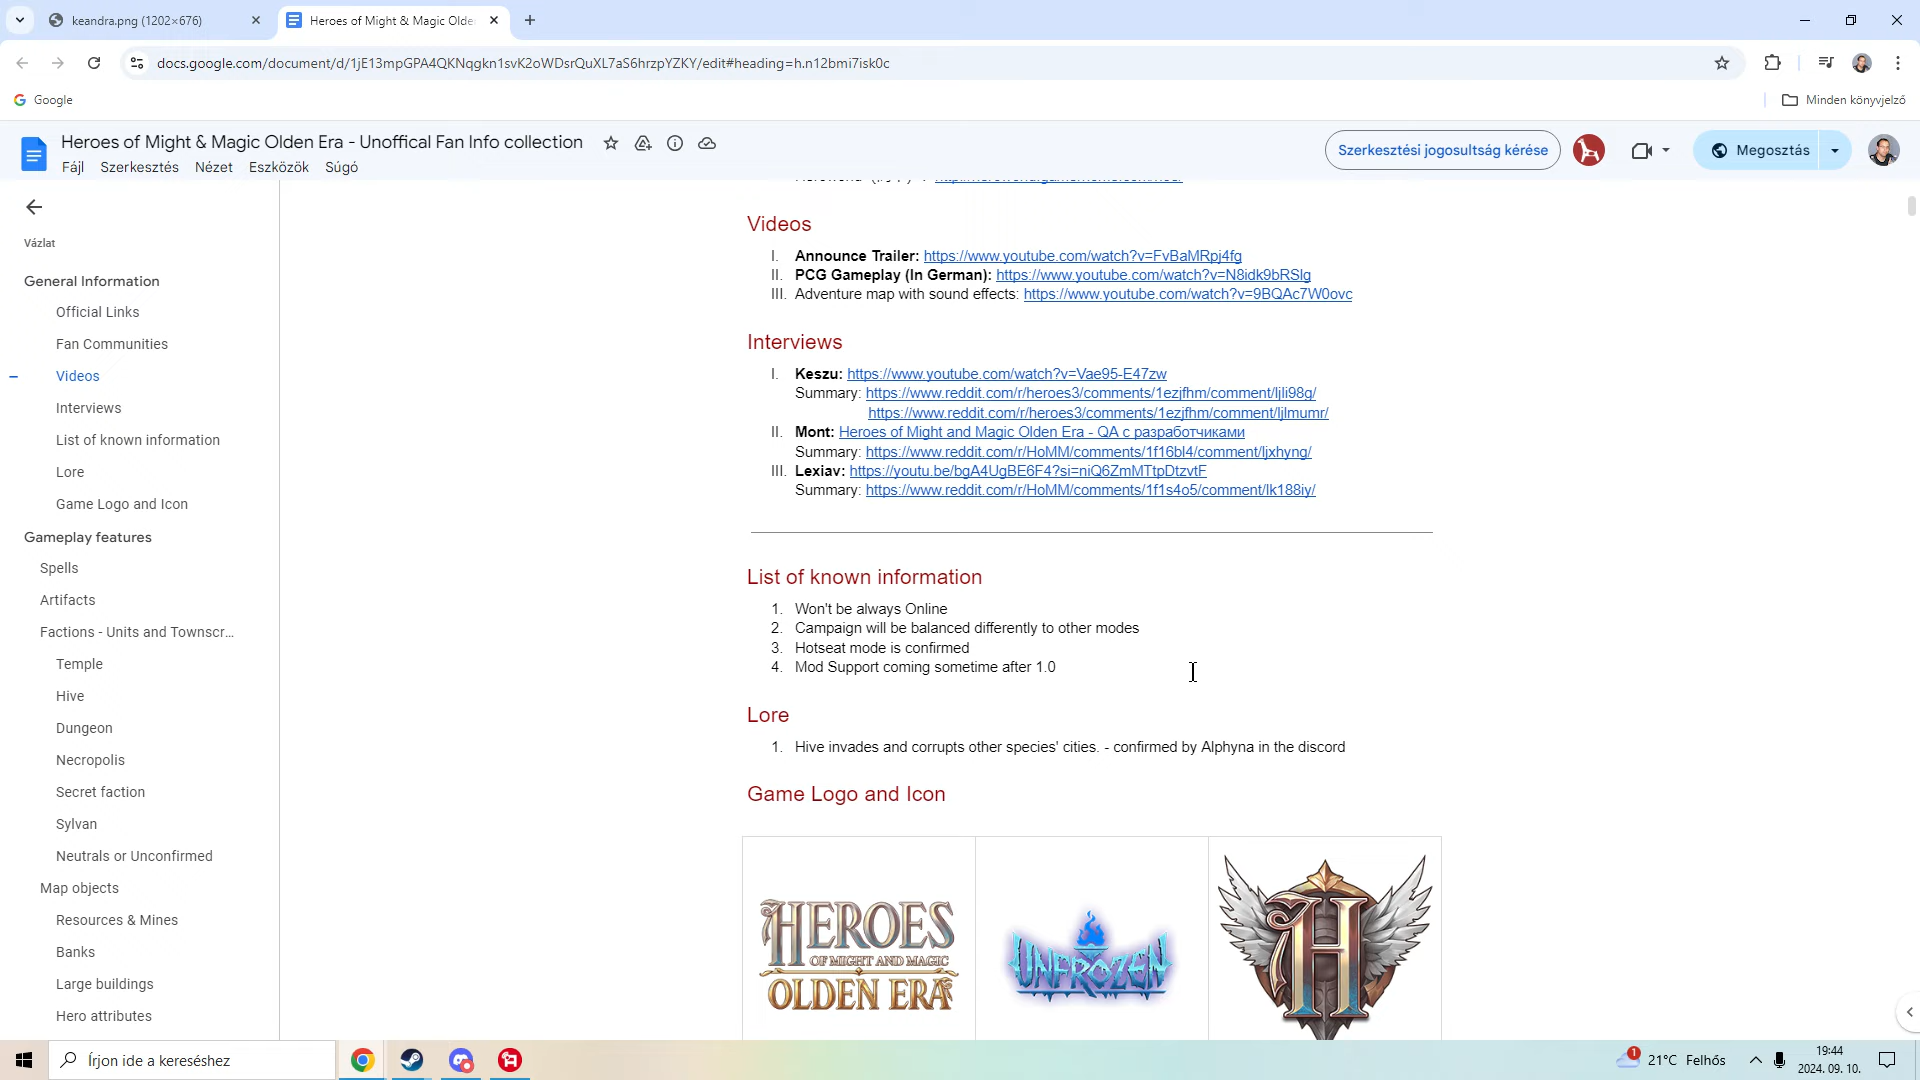 keandra.png (1202×676)
Heroes of Might & Magic Olde
docs.google.com/document/d/1jE13mpGPA4QKNqgkn1svK2oWDsrQuXL7aS6hrzpYZKY/edit#heading=h.n12bmi7isk0c
Google
Minden könyvjelző
Heroes of Might & Magic Olden Era - Unoffical Fan Info collection
Fájl Szerkesztés Nézet Eszközök Súgó
Szerkesztési jogosultság kérése
Megosztás
Vázlat
General Information
Official Links
Fan Communities
Videos
Interviews
List of known information
Lore
Game Logo and Icon
Gameplay features
Spells
Artifacts
Factions - Units and Townscr...
Temple
Hive
Dungeon
Necropolis
Secret faction
Sylvan
Neutrals or Unconfirmed
Map objects
Resources & Mines
Banks
Large buildings
Hero attributes
Videos
I. Announce Trailer: https://www.youtube.com/watch?v=FvBaMRpj4fg
II. PCG Gameplay (In German): https://www.youtube.com/watch?v=N8idk9bRSIg
III. Adventure map with sound effects: https://www.youtube.com/watch?v=9BQAc7W0ovc
Interviews
I. Keszu: https://www.youtube.com/watch?v=Vae95-E47zw
Summary: https://www.reddit.com/r/heroes3/comments/1ezjfhm/comment/ljli98g/
https://www.reddit.com/r/heroes3/comments/1ezjfhm/comment/ljlmumr/
II. Mont: Heroes of Might and Magic Olden Era - QA с разработчиками
Summary: https://www.reddit.com/r/HoMM/comments/1f16bl4/comment/ljxhyng/
III. Lexiav: https://youtu.be/bgA4UgBE6F4?si=niQ6ZmMTtpDtzvtF
Summary: https://www.reddit.com/r/HoMM/comments/1f1s4o5/comment/lk188iy/
List of known information
1. Won't be always Online
2. Campaign will be balanced differently to other modes
3. Hotseat mode is confirmed
4. Mod Support coming sometime after 1.0
Lore
1. Hive invades and corrupts other species' cities. - confirmed by Alphyna in the discord
Game Logo and Icon
HEROES
OF MIGHT AND MAGIC
OLDEN ERA
UNFROZEN
H
Írjon ide a kereséshez
1
21°C Felhős
19:44
2024. 09. 10.